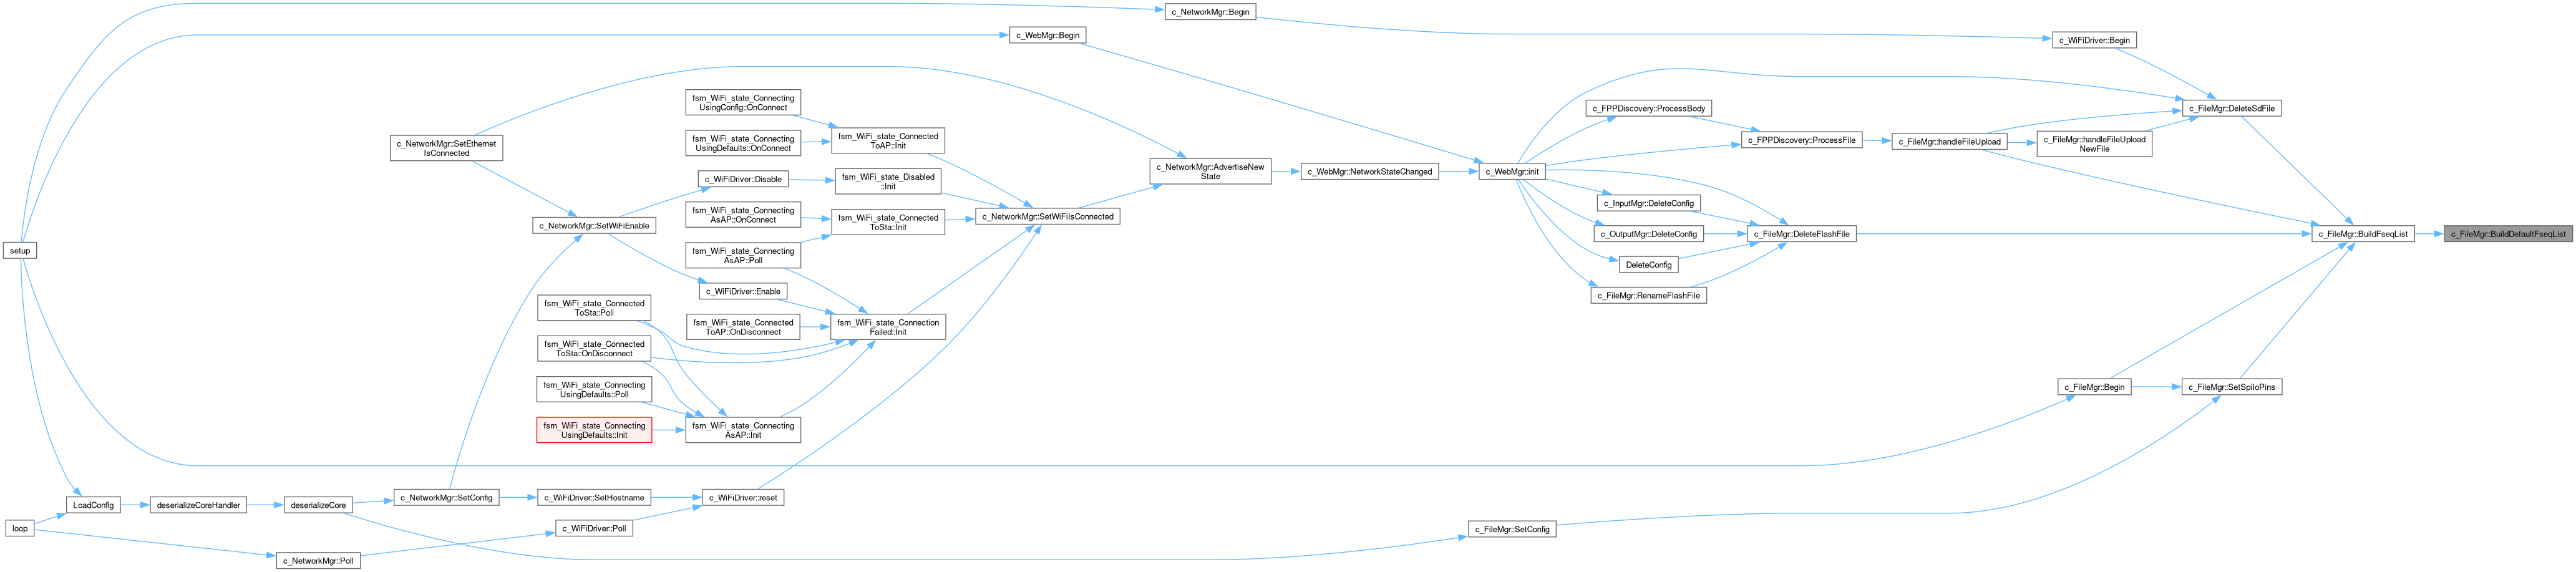 c_NetworkMgr::Begin
c_WebMgr::Begin
c_WiFiDriver::Begin
fsm_WiFi_state_Connecting
UsingConfig::OnConnect
c_FPPDiscovery::ProcessBody
c_FileMgr::DeleteSdFile
c_NetworkMgr::SetEthernet
IsConnected
fsm_WiFi_state_Connecting
UsingDefaults::OnConnect
fsm_WiFi_state_Connected
ToAP::Init
c_FPPDiscovery::ProcessFile
c_FileMgr::handleFileUpload
c_FileMgr::handleFileUpload
NewFile
c_WiFiDriver::Disable
fsm_WiFi_state_Disabled
::Init
c_NetworkMgr::AdvertiseNew
State
c_WebMgr::NetworkStateChanged
c_WebMgr::init
c_InputMgr::DeleteConfig
fsm_WiFi_state_Connecting
AsAP::OnConnect
fsm_WiFi_state_Connected
ToSta::Init
c_NetworkMgr::SetWiFiIsConnected
c_NetworkMgr::SetWiFiEnable
c_OutputMgr::DeleteConfig
c_FileMgr::DeleteFlashFile
c_FileMgr::BuildFseqList
c_FileMgr::BuildDefaultFseqList
setup
fsm_WiFi_state_Connecting
AsAP::Poll
DeleteConfig
c_WiFiDriver::Enable
c_FileMgr::RenameFlashFile
fsm_WiFi_state_Connected
ToSta::Poll
fsm_WiFi_state_Connected
ToAP::OnDisconnect
fsm_WiFi_state_Connection
Failed::Init
fsm_WiFi_state_Connected
ToSta::OnDisconnect
fsm_WiFi_state_Connecting
UsingDefaults::Poll
c_FileMgr::Begin
c_FileMgr::SetSpiIoPins
fsm_WiFi_state_Connecting
UsingDefaults::Init
fsm_WiFi_state_Connecting
AsAP::Init
LoadConfig
deserializeCoreHandler
deserializeCore
c_NetworkMgr::SetConfig
c_WiFiDriver::SetHostname
c_WiFiDriver::reset
loop
c_WiFiDriver::Poll
c_FileMgr::SetConfig
c_NetworkMgr::Poll